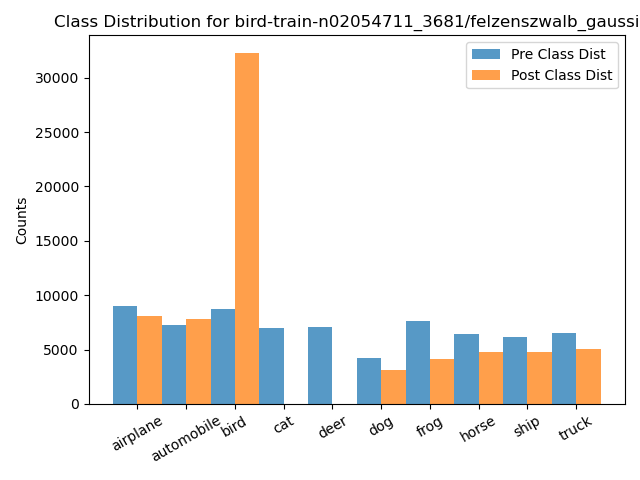 Class Distribution for bird-train-n02054711_3681/felzenszwalb_gaussi
Pre Class Dist
Post Class Dist
Counts
30000
25000
20000
15000
10000
5000
0
airplane
automobile
bird
cat
deer
dog
frog
horse
ship
truck